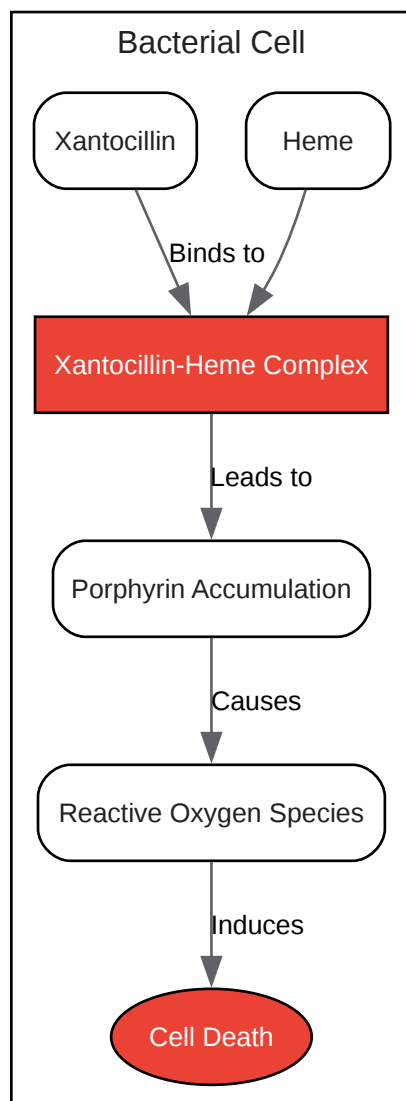 Bacterial Cell
Xantocillin
Heme
Binds to
Xantocillin-Heme Complex
Leads to
Porphyrin Accumulation
Causes
Reactive Oxygen Species
Induces
Cell Death